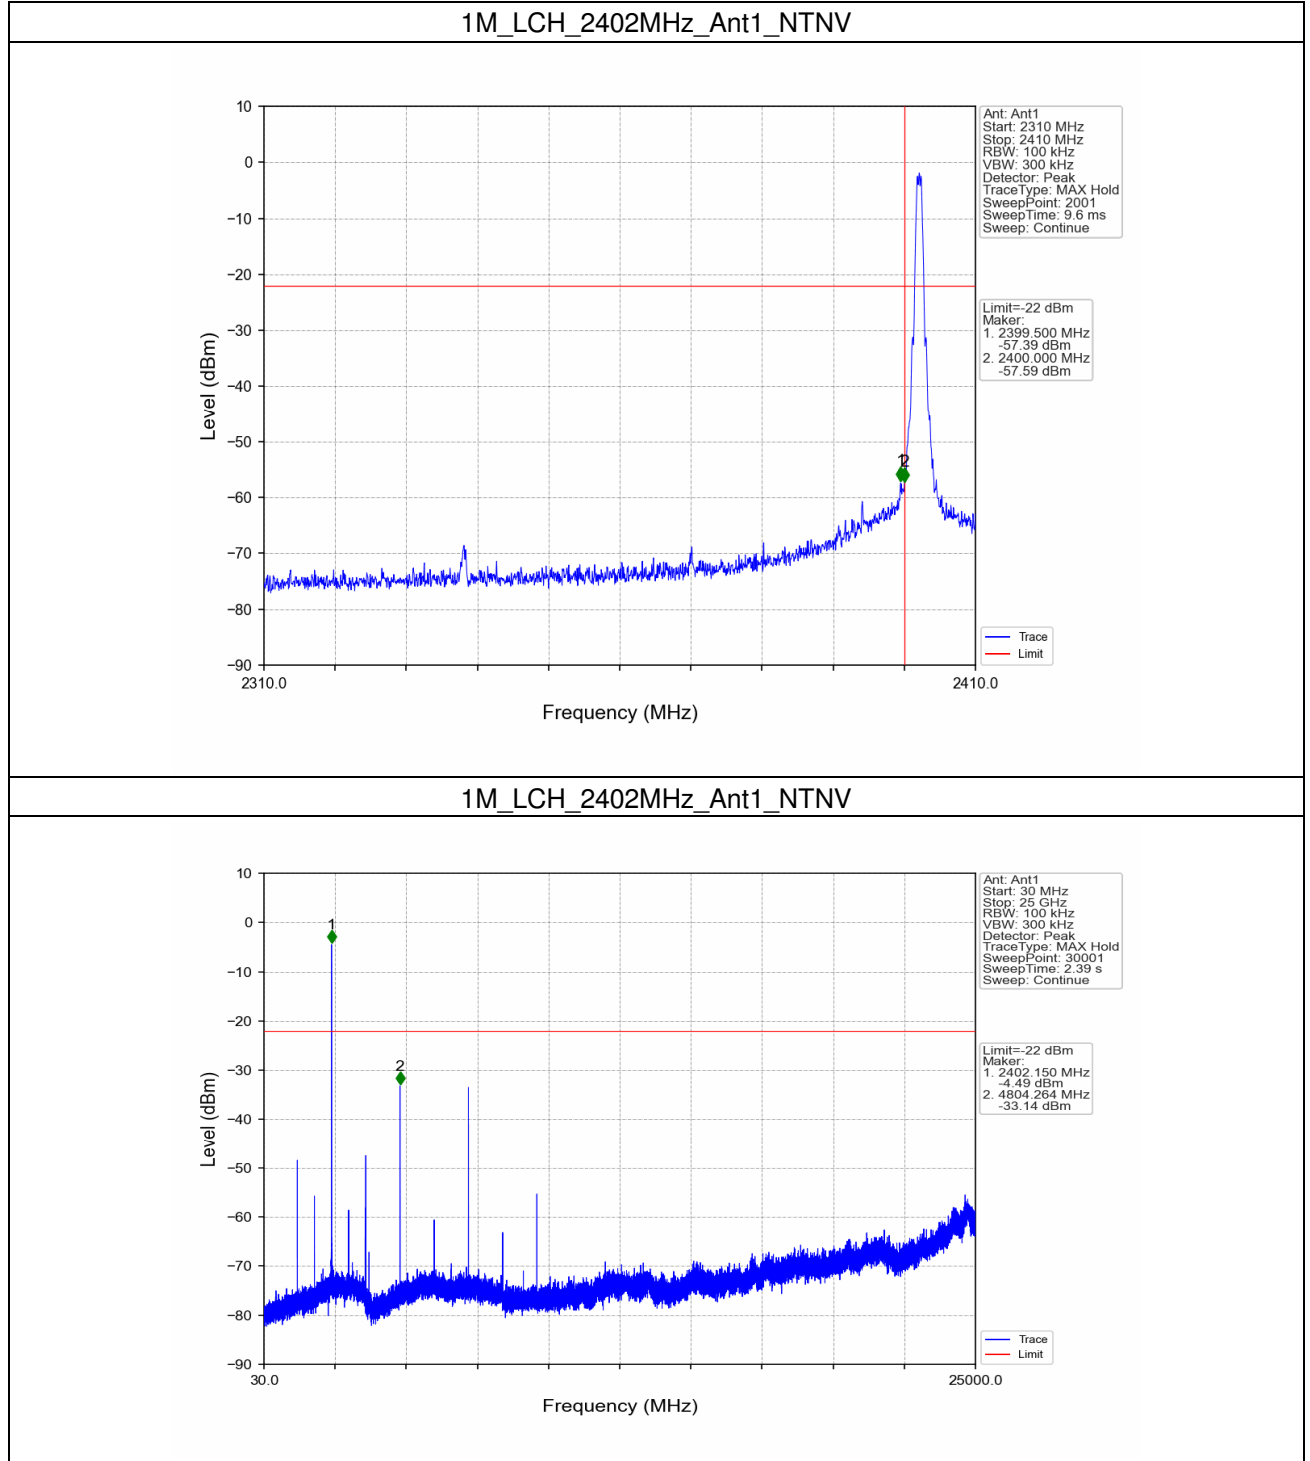 1M_LCH_2402MHz_Ant1_NTNV
10
0
−10
−20
−30
−40
−50
−60
−70
−80
−90
Level (dBm)
2310.0
2410.0
Frequency (MHz)
1
2
Ant: Ant1
Start: 2310 MHz
Stop: 2410 MHz
RBW: 100 kHz
VBW: 300 kHz
Detector: Peak
TraceType: MAX Hold
SweepPoint: 2001
SweepTime: 9.6 ms
Sweep: Continue
Limit=-22 dBm
Maker:
1. 2399.500 MHz
-57.39 dBm
2. 2400.000 MHz
-57.59 dBm
Trace
Limit
1M_LCH_2402MHz_Ant1_NTNV
10
0
−10
−20
−30
−40
−50
−60
−70
−80
−90
Level (dBm)
30.0
25000.0
Frequency (MHz)
1
2
Ant: Ant1
Start: 30 MHz
Stop: 25 GHz
RBW: 100 kHz
VBW: 300 kHz
Detector: Peak
TraceType: MAX Hold
SweepPoint: 30001
SweepTime: 2.39 s
Sweep: Continue
Limit=-22 dBm
Maker:
1. 2402.150 MHz
-4.49 dBm
2. 4804.264 MHz
-33.14 dBm
Trace
Limit